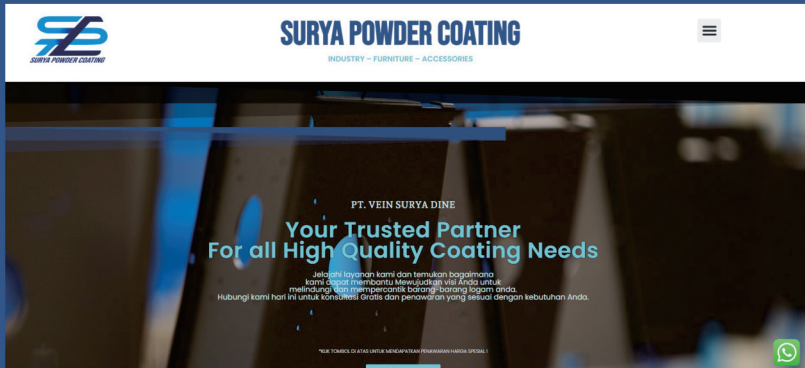 SURYA POWDER COATING
SURYA POWDER COATING
INDUSTRY – FURNITURE – ACCESSORIES
PT. VEIN SURYA DINE
Your Trusted Partner
For all High Quality Coating Needs
Jelajahi layanan kami dan temukan bagaimana
kami dapat membantu Mewujudkan visi Anda untuk
melindungi dan mempercantik barang-barang logam anda.
Hubungi kami hari ini untuk konsultasi Gratis dan penawaran yang sesuai dengan kebutuhan Anda.
*KLIK TOMBOL DI ATAS UNTUK MENDAPATKAN PENAWARAN HARGA SPESIAL !